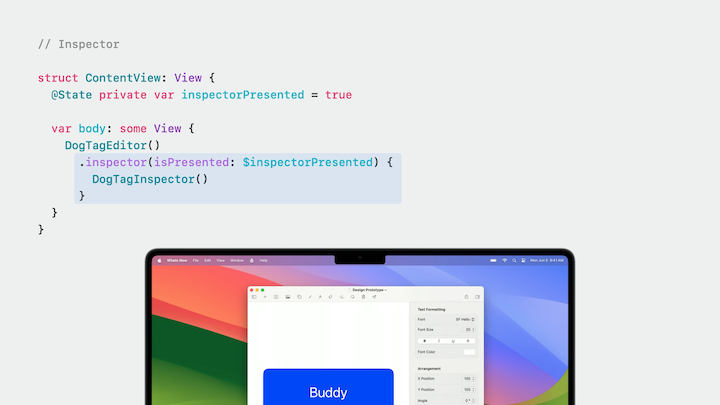 // Inspector
struct ContentView: View {
@State private var inspectorPresented = true
var body: some View {
DogTagEditor()
.inspector(isPresented: $inspectorPresented) {
DogTagInspector()
}
}
}
Whats New File Edit View Window Help
Mon Jun 5 9:41 AM
Design Prototype
Text Formatting
Font SF Hello
Font Size 20
B I U
Font Color
Arrangement
X Position 100
Y Position 100
Angle 0°
Buddy